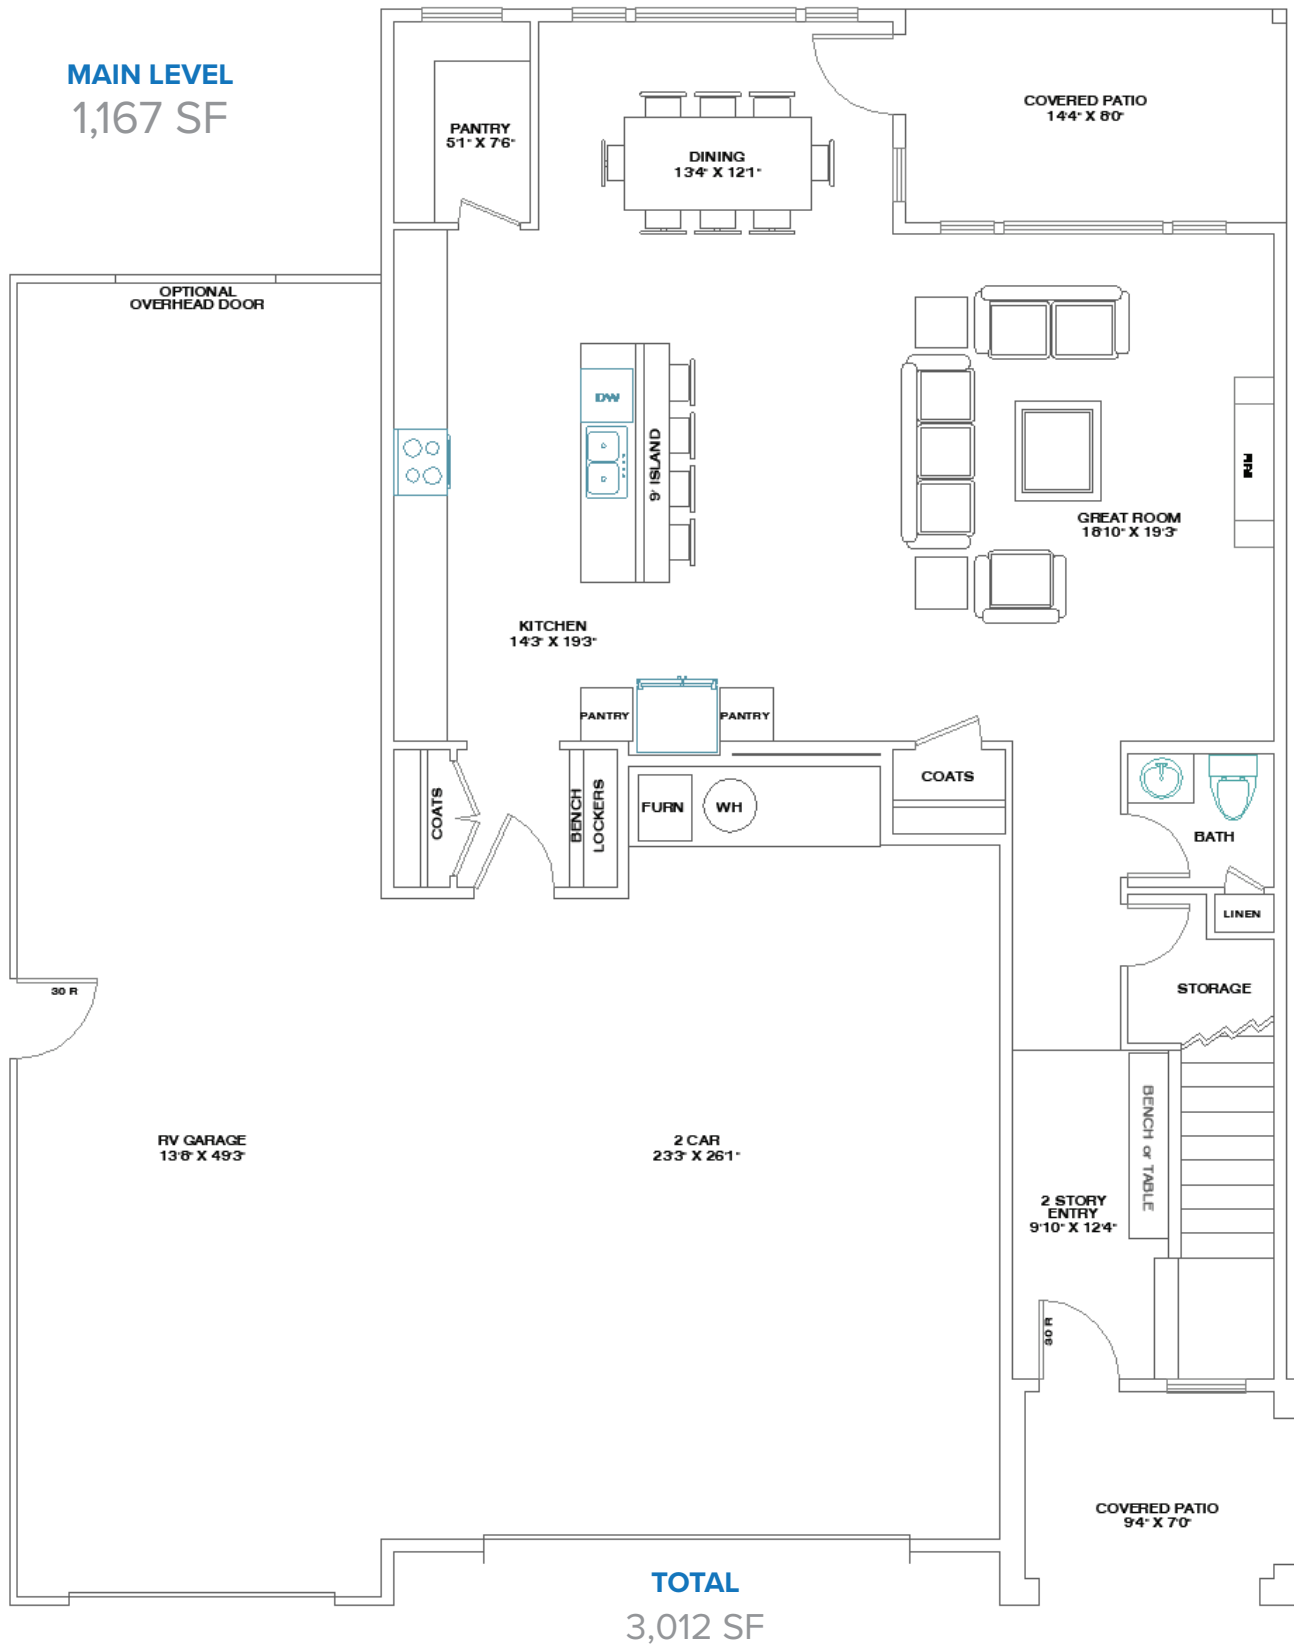 MAIN LEVEL
1,167 SF
PANTRY
5'1" X 7'6"
DINING
13'4" X 12'1"
COVERED PATIO
14'4" X 8'0"
OPTIONAL
OVERHEAD DOOR
DW
9' ISLAND
GREAT ROOM
18'10" X 19'3"
KITCHEN
14'3" X 19'3"
PANTRY
PANTRY
COATS
BENCH
LOCKERS
FURN
WH
COATS
BATH
LINEN
STORAGE
30 R
RV GARAGE
13'8" X 49'3"
2 CAR
23'3" X 26'1"
BENCH or TABLE
2 STORY
ENTRY
9'10" X 12'4"
30 R
COVERED PATIO
9'4" X 7'0"
TOTAL
3,012 SF